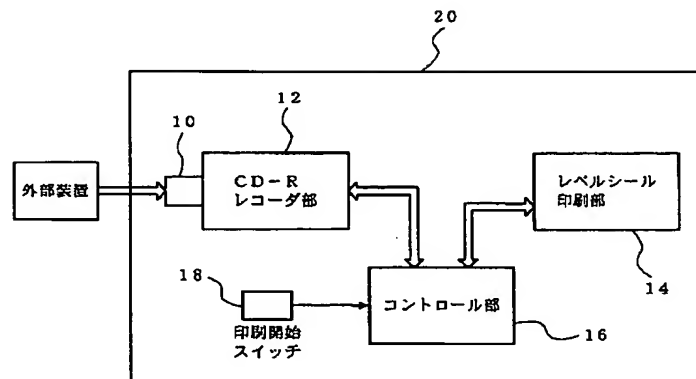 20
12
10
外部装置
CD-R
レコーダ部
レベルシール
印刷部
14
18
コントロール部
16
印刷開始
スイッチ